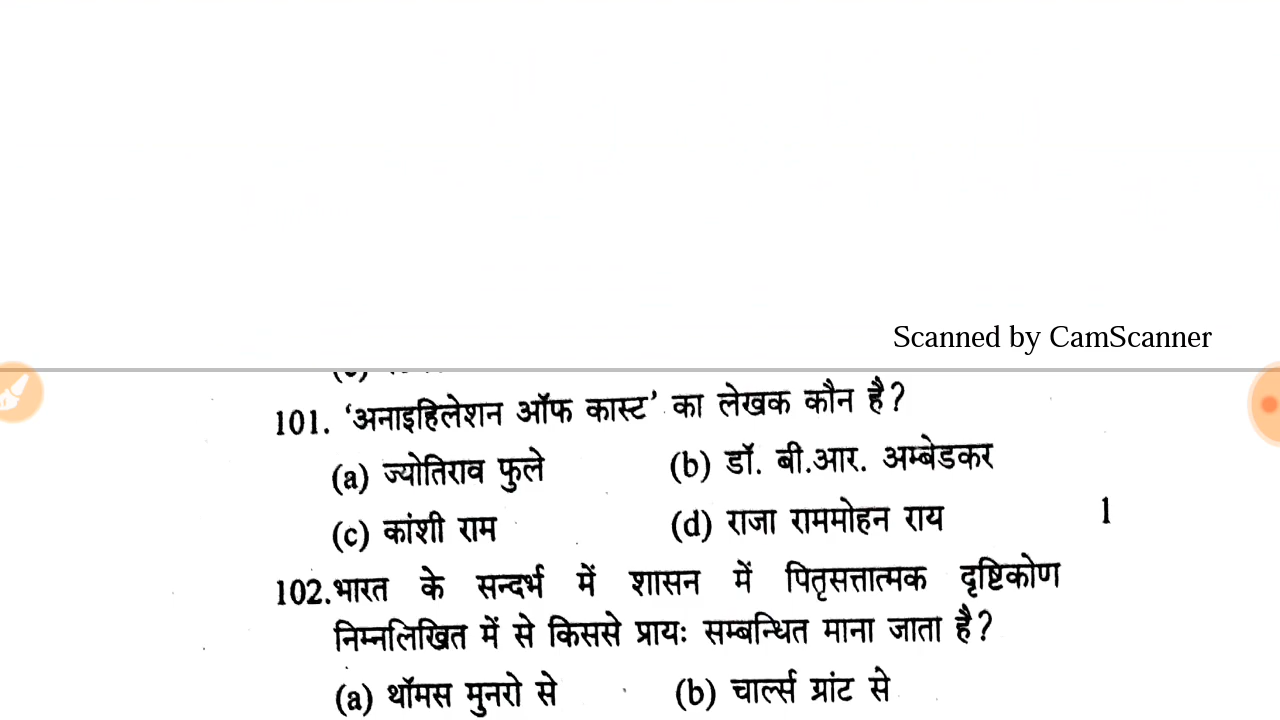 Scanned by CamScanner
101. ‘अनाइहिलेशन ऑफ कास्ट’ का लेखक कौन है?
(a) ज्योतिराव फुले (b) डॉ. बी.आर. अम्बेडकर
(c) कांशी राम (d) राजा राममोहन राय 1
102. भारत के सन्दर्भ में शासन में पितृसत्तात्मक दृष्टिकोण
निम्नलिखित में से किससे प्रायः सम्बन्धित माना जाता है?
(a) थॉमस मुनरो से (b) चार्ल्स ग्रांट से